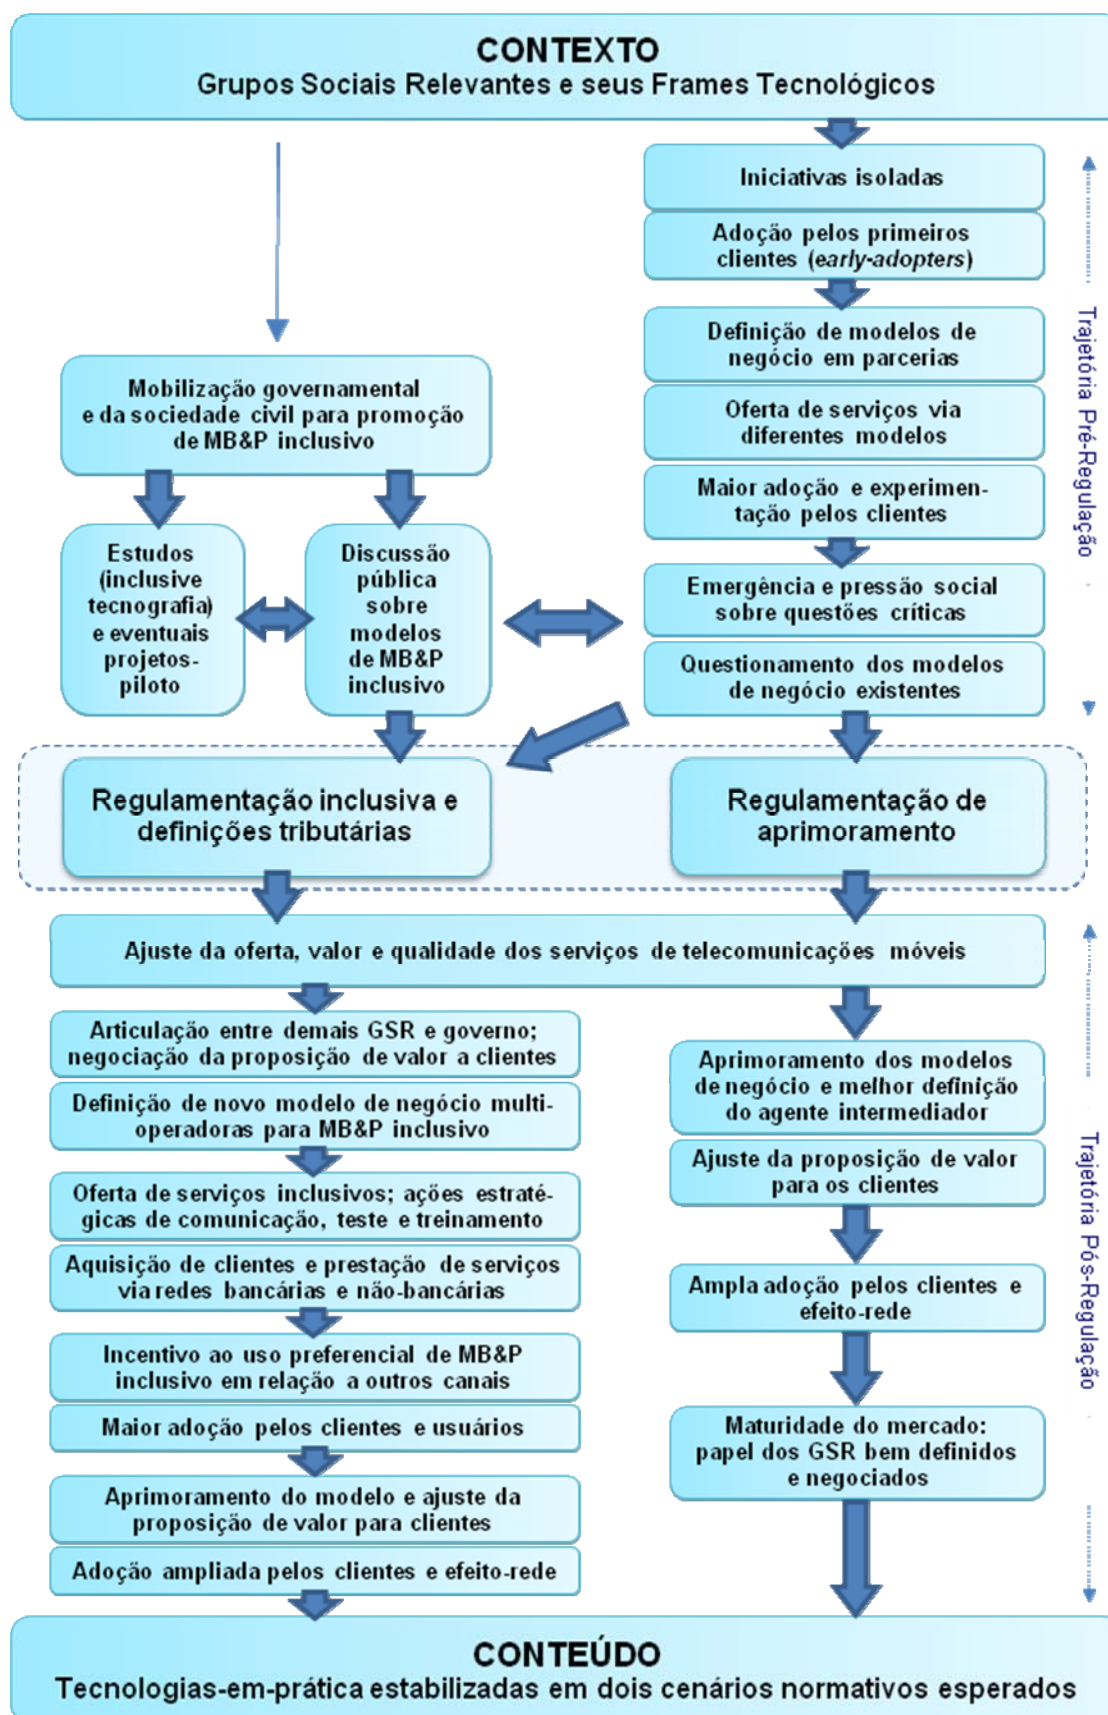 CONTEXTO
Grupos Sociais Relevantes e seus Frames Tecnológicos
Iniciativas isoladas
Adoção pelos primeiros
clientes (early-adopters)
Definição de modelos de
negócio em parcerias
Oferta de serviços via
diferentes modelos
Maior adoção e experimen-
tação pelos clientes
Emergência e pressão social
sobre questões críticas
Questionamento dos modelos
de negócio existentes
Trajetória Pré-Regulação
Mobilização governamental
e da sociedade civil para promoção
de MB&P inclusivo
Estudos
(inclusive
tecnografia)
e eventuais
projetos-
piloto
Discussão
pública
sobre
modelos
de MB&P
inclusivo
Regulamentação inclusiva e
definições tributárias
Regulamentação de
aprimoramento
Ajuste da oferta, valor e qualidade dos serviços de telecomunicações móveis
Articulação entre demais GSR e governo;
negociação da proposição de valor a clientes
Definição de novo modelo de negócio multi-
operadoras para MB&P inclusivo
Oferta de serviços inclusivos; ações estraté-
gicas de comunicação, teste e treinamento
Aquisição de clientes e prestação de serviços
via redes bancárias e não-bancárias
Incentivo ao uso preferencial de MB&P
inclusivo em relação a outros canais
Maior adoção pelos clientes e usuários
Aprimoramento do modelo e ajuste da
proposição de valor para clientes
Adoção ampliada pelos clientes e efeito-rede
Aprimoramento dos modelos
de negócio e melhor definição
do agente intermediador
Ajuste da proposição de valor
para os clientes
Ampla adoção pelos clientes e
efeito-rede
Maturidade do mercado:
papel dos GSR bem definidos
e negociados
Trajetória Pós-Regulação
CONTEÚDO
Tecnologias-em-prática estabilizadas em dois cenários normativos esperados